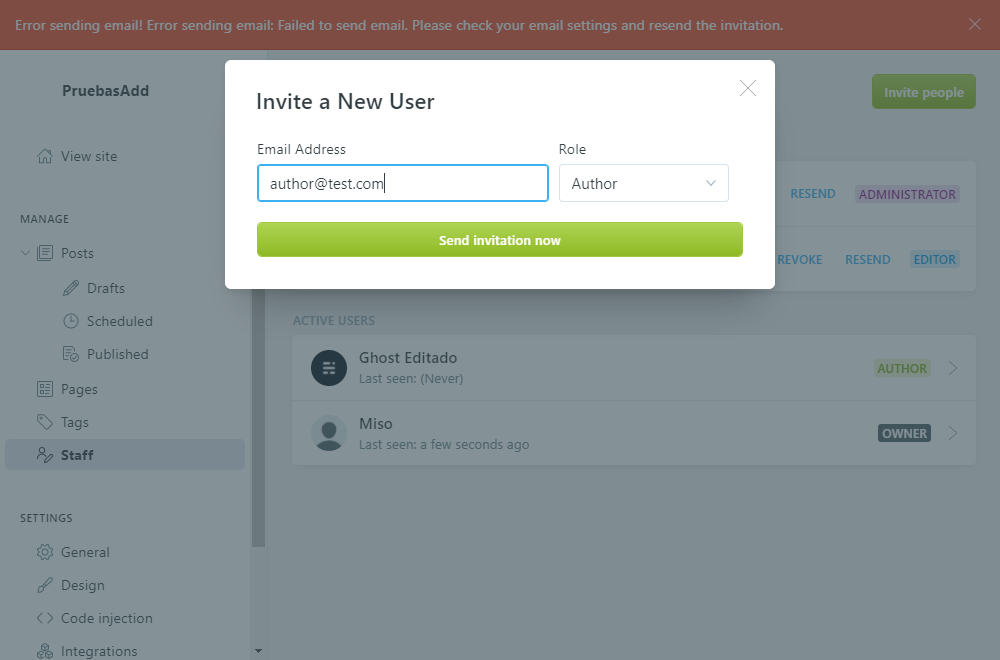 Error sending email! Error sending email: Failed to send email. Please check your email settings and resend the invitation.
PruebasAdd
Invite people
Invite a New User
Email Address
Role
author@test.com
Author
Send invitation now
View site
MANAGE
Posts
Drafts
Scheduled
Published
Pages
Tags
Staff
SETTINGS
General
Design
Code injection
Integrations
RESEND ADMINISTRATOR
REVOKE RESEND EDITOR
ACTIVE USERS
Ghost Editado
Last seen: (Never)
AUTHOR
Miso
Last seen: a few seconds ago
OWNER